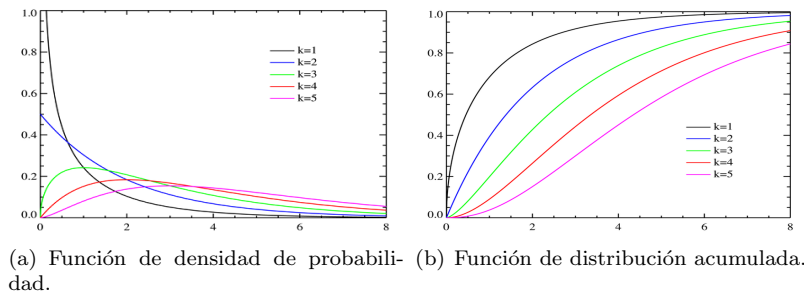 1.0
0.8
0.6
0.4
0.2
0.0
0 2 4 6 8
k=1
k=2
k=3
k=4
k=5
1.0
0.8
0.6
0.4
0.2
0.0
0 2 4 6 8
k=1
k=2
k=3
k=4
k=5
(a) Función de densidad de probabili-
dad.
(b) Función de distribución acumulada.